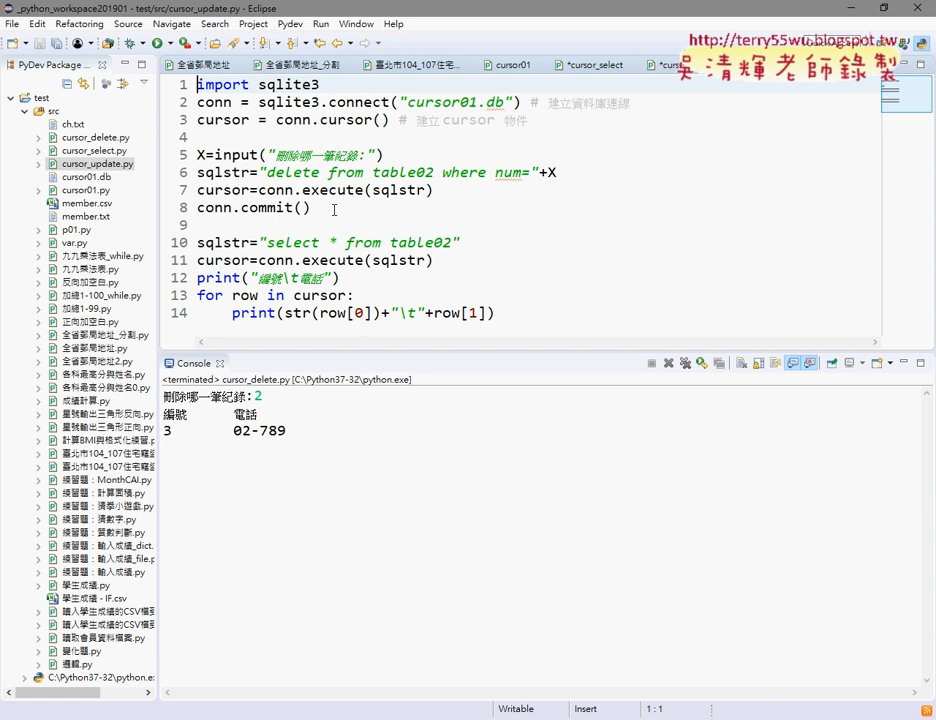 _python_workspace201901 - test/src/cursor_update.py - Eclipse
File Edit Refactoring Source Navigate Search Project Pydev Run Window Help
http://terry55wu.blogspot.tw
吳清輝老師錄製
PyDev Package ...
全省郵局地址
全省郵局地址_分割
臺北市104_107住宅...
cursor01
*cursor_select
test
src
ch.txt
cursor_delete.py
cursor_select.py
cursor_update.py
cursor01.db
cursor01.py
member.csv
member.txt
p01.py
var.py
九九乘法表_while.py
九九乘法表.py
反向加空白.py
加總1-100_while.py
加總1-99.py
正向加空白.py
全省郵局地址_分割.py
全省郵局地址.py
全省郵局地址2.py
各科最高分與姓名.py
各科最高分與姓名0.py
成績計算.py
星號輸出三角形反向.py
星號輸出三角形正向.py
計算BMI與格式化練習.p
臺北市104_107住宅竊
臺北市104_107住宅竊
練習題：MonthCAI.py
練習題：計算面積.py
練習題：猜拳小遊戲.py
練習題：猜數字.py
練習題：質數判斷.py
練習題：輸入成績_dict.
練習題：輸入成績_file.p
練習題：輸入成績.py
學生成績.py
學生成績 - IF.csv
讀入學生成績的CSV檔
讀入學生成績的CSV檔
讀取會員資料檔案.py
變化題.py
邏輯.py
C:\Python37-32\python.e
1 import sqlite3
2 conn = sqlite3.connect("cursor01.db") # 建立資料庫連線
3 cursor = conn.cursor() # 建立 cursor 物件
4
5 X=input("刪除哪一筆紀錄:")
6 sqlstr="delete from table02 where num="+X
7 cursor=conn.execute(sqlstr)
8 conn.commit()
9
10 sqlstr="select * from table02"
11 cursor=conn.execute(sqlstr)
12 print("編號\t電話")
13 for row in cursor:
14 print(str(row[0])+"\t"+row[1])
Console
<terminated> cursor_delete.py [C:\Python37-32\python.exe]
刪除哪一筆紀錄:2
編號 電話
3 02-789
Writable Insert 1 : 1